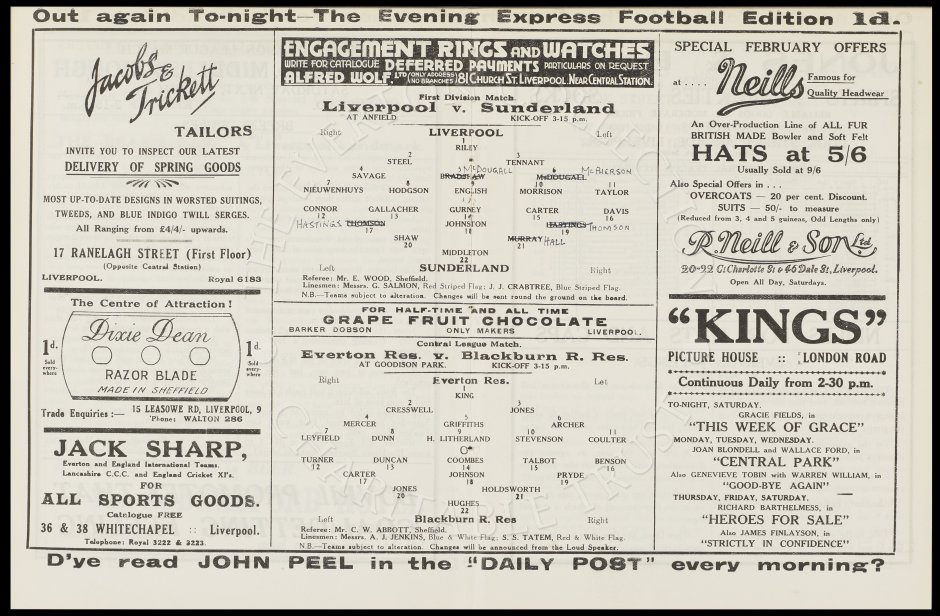 Out again To-night—The Evening Express Football Edition 1d.
Jacobs &
Trickett
TAILORS
INVITE YOU TO INSPECT OUR LATEST
DELIVERY OF SPRING GOODS
MOST UP-TO-DATE DESIGNS IN WORSTED SUITINGS,
TWEEDS, AND BLUE INDIGO TWILL SERGES.
All Ranging from £4/4/- upwards.
17 RANELAGH STREET (First Floor)
(Opposite Central Station)
LIVERPOOL. Royal 6183
The Centre of Attraction!
Dixie Dean
1d.
Sold every-where
RAZOR BLADE
MADE IN SHEFFIELD
1d.
Sold every-where
Trade Enquiries :— 15 LEASOWE RD, LIVERPOOL, 9
'Phone: WALTON 286
JACK SHARP,
Everton and England International Teams.
Lancashire C.C.C. and England Cricket XI's.
FOR
ALL SPORTS GOODS.
Catalogue FREE
36 & 38 WHITECHAPEL :: Liverpool.
Telephone: Royal 3222 & 3223.
ENGAGEMENT RINGS AND WATCHES
WRITE FOR CATALOGUE DEFERRED PAYMENTS PARTICULARS ON REQUEST
ALFRED WOLF, LTD (ONLY ADDRESS NO BRANCHES) 81 CHURCH ST. LIVERPOOL. NEAR CENTRAL STATION.
First Division Match.
Liverpool v. Sunderland
AT ANFIELD KICK-OFF 3-15 p.m.
Right LIVERPOOL Left
1
RILEY
2 3
STEEL TENNANT
4 McDOUGALL 6 McPHERSON
SAVAGE BRADSHAW McDOUGAEL
7 8 9 10 11
NIEUWENHUYS HODGSON ENGLISH MORRISON TAYLOR
CONNOR GALLACHER GURNEY CARTER DAVIS
12 13 14 15 16
HASTINGS THOMSON JOHNSTON HASTINGS THOMSON
17 18 19
SHAW MURRAY HALL
20
MIDDLETON
22
Left SUNDERLAND Right
Referee: Mr. E. WOOD, Sheffield.
Linesmen: Messrs. G. SALMON, Red Striped Flag; J. J. CRABTREE, Blue Striped Flag.
N.B.—Teams subject to alteration. Changes will be sent round the ground on the board.
FOR HALF-TIME AND ALL TIME
GRAPE FRUIT CHOCOLATE
BARKER DOBSON ONLY MAKERS LIVERPOOL.
Central League Match.
Everton Res. v. Blackburn R. Res.
AT GOODISON PARK. KICK-OFF 3-15 p.m.
Right Everton Res. Left
1
KING
2 3
CRESSWELL JONES
4 5 6
MERCER GRIFFITHS ARCHER
7 8 9 10 11
LEYFIELD DUNN H. LITHERLAND STEVENSON COULTER
TURNER DUNCAN COOMBES TALBOT BENSON
12 13 14 15 16
CARTER JOHNSON PRYDE
17 18 19
JONES HOLDSWORTH
20 21
HUGHES
22
Left Blackburn R. Res Right
Referee: Mr. C. W. ABBOTT, Sheffield.
Linesmen: Messrs. A. J. JENKINS, Blue & White Flag; S. S. TATEM, Red & White Flag.
N.B.—Teams subject to alteration. Changes will be announced from the Loud Speaker.
SPECIAL FEBRUARY OFFERS
at .... Neills Famous for Quality Headwear
An Over-Production Line of ALL FUR
BRITISH MADE Bowler and Soft Felt
HATS at 5/6
Usually Sold at 9/6
Also Special Offers in . . .
OVERCOATS — 20 per cent. Discount.
SUITS — 50/- to measure
(Reduced from 3, 4 and 5 guineas, Odd Lengths only)
R. Neill & Son Ltd.
20-22 Gt Charlotte St & 46 Dale St, Liverpool.
Open All Day, Saturdays.
"KINGS"
PICTURE HOUSE :: LONDON ROAD
Continuous Daily from 2-30 p.m.
TO-NIGHT, SATURDAY.
GRACIE FIELDS, in
"THIS WEEK OF GRACE"
MONDAY, TUESDAY, WEDNESDAY.
JOAN BLONDELL and WALLACE FORD, in
"CENTRAL PARK"
Also GENEVIEVE TOBIN with WARREN WILLIAM, in
"GOOD-BYE AGAIN"
THURSDAY, FRIDAY, SATURDAY.
RICHARD BARTHELMESS, in
"HEROES FOR SALE"
Also JAMES FINLAYSON, in
"STRICTLY IN CONFIDENCE"
D'ye read JOHN PEEL in the "DAILY POST" every morning?